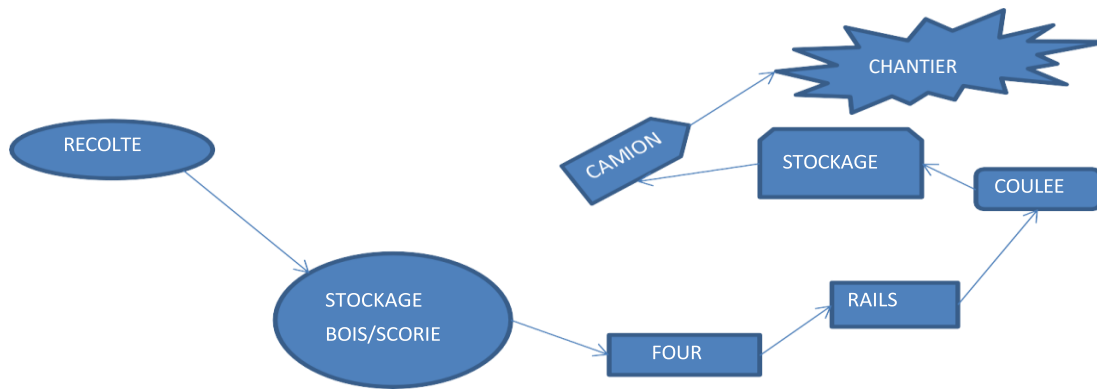 RECOLTE
STOCKAGE
BOIS/SCORIE
FOUR
RAILS
COULEE
STOCKAGE
CAMION
CHANTIER